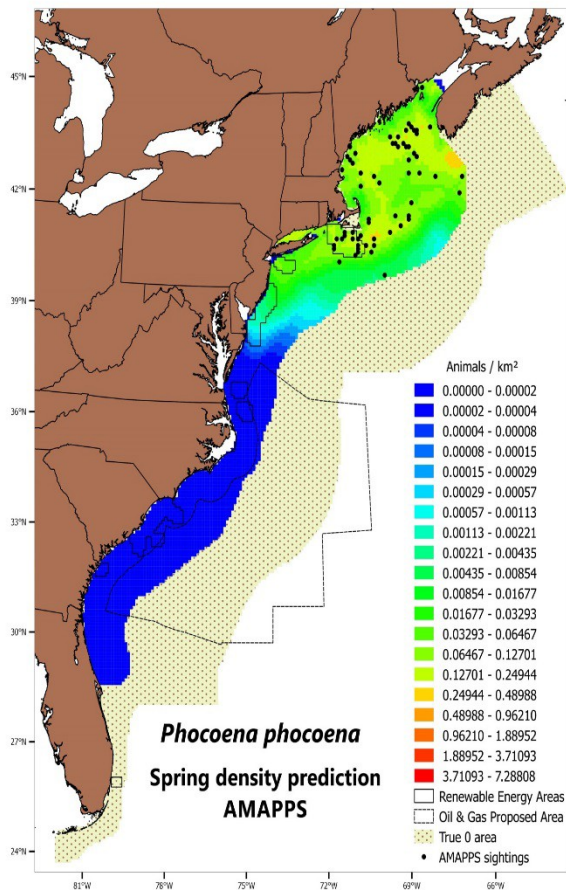 45°N
42°N
39°N
36°N
33°N
30°N
27°N
24°N
Animals / km²
0.00000 - 0.00002
0.00002 - 0.00004
0.00004 - 0.00008
0.00008 - 0.00015
0.00015 - 0.00029
0.00029 - 0.00057
0.00057 - 0.00113
0.00113 - 0.00221
0.00221 - 0.00435
0.00435 - 0.00854
0.00854 - 0.01677
0.01677 - 0.03293
0.03293 - 0.06467
0.06467 - 0.12701
0.12701 - 0.24944
0.24944 - 0.48988
0.48988 - 0.96210
0.96210 - 1.88952
1.88952 - 3.71093
3.71093 - 7.28808
Renewable Energy Areas
Oil & Gas Proposed Area
True 0 area
AMAPPS sightings
Phocoena phocoena
Spring density prediction
AMAPPS
81°W 78°W 75°W 72°W 69°W 66°W